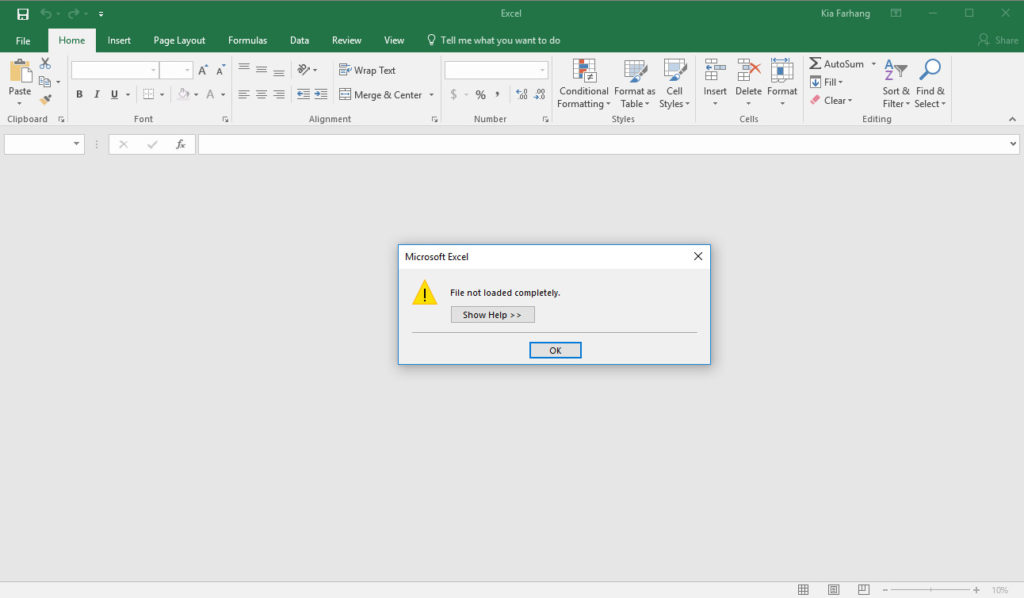 Excel
Kia Farhang
File Home Insert Page Layout Formulas Data Review View Tell me what you want to do Share
Paste
B I U A A A
Wrap Text
Merge & Center
$ % ,
Conditional Formatting
Format as Table
Cell Styles
Insert
Delete
Format
AutoSum
Fill
Clear
Sort & Filter
Find & Select
Clipboard Font Alignment Number Styles Cells Editing
fx
Microsoft Excel
File not loaded completely.
Show Help >>
OK
10%